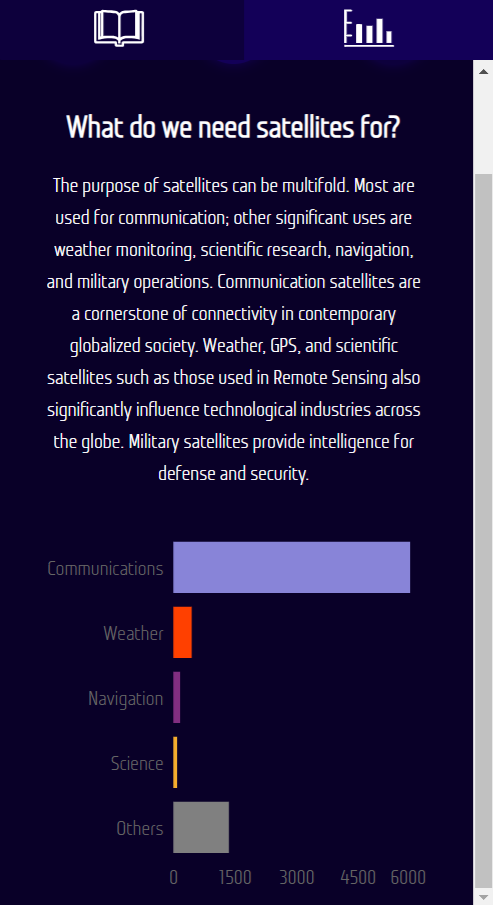 What do we need satellites for?
The purpose of satellites can be multifold. Most are
used for communication; other significant uses are
weather monitoring, scientific research, navigation,
and military operations. Communication satellites are
a cornerstone of connectivity in contemporary
globalized society. Weather, GPS, and scientific
satellites such as those used in Remote Sensing also
significantly influence technological industries across
the globe. Military satellites provide intelligence for
defense and security.
Communications
Weather
Navigation
Science
Others
0 1500 3000 4500 6000